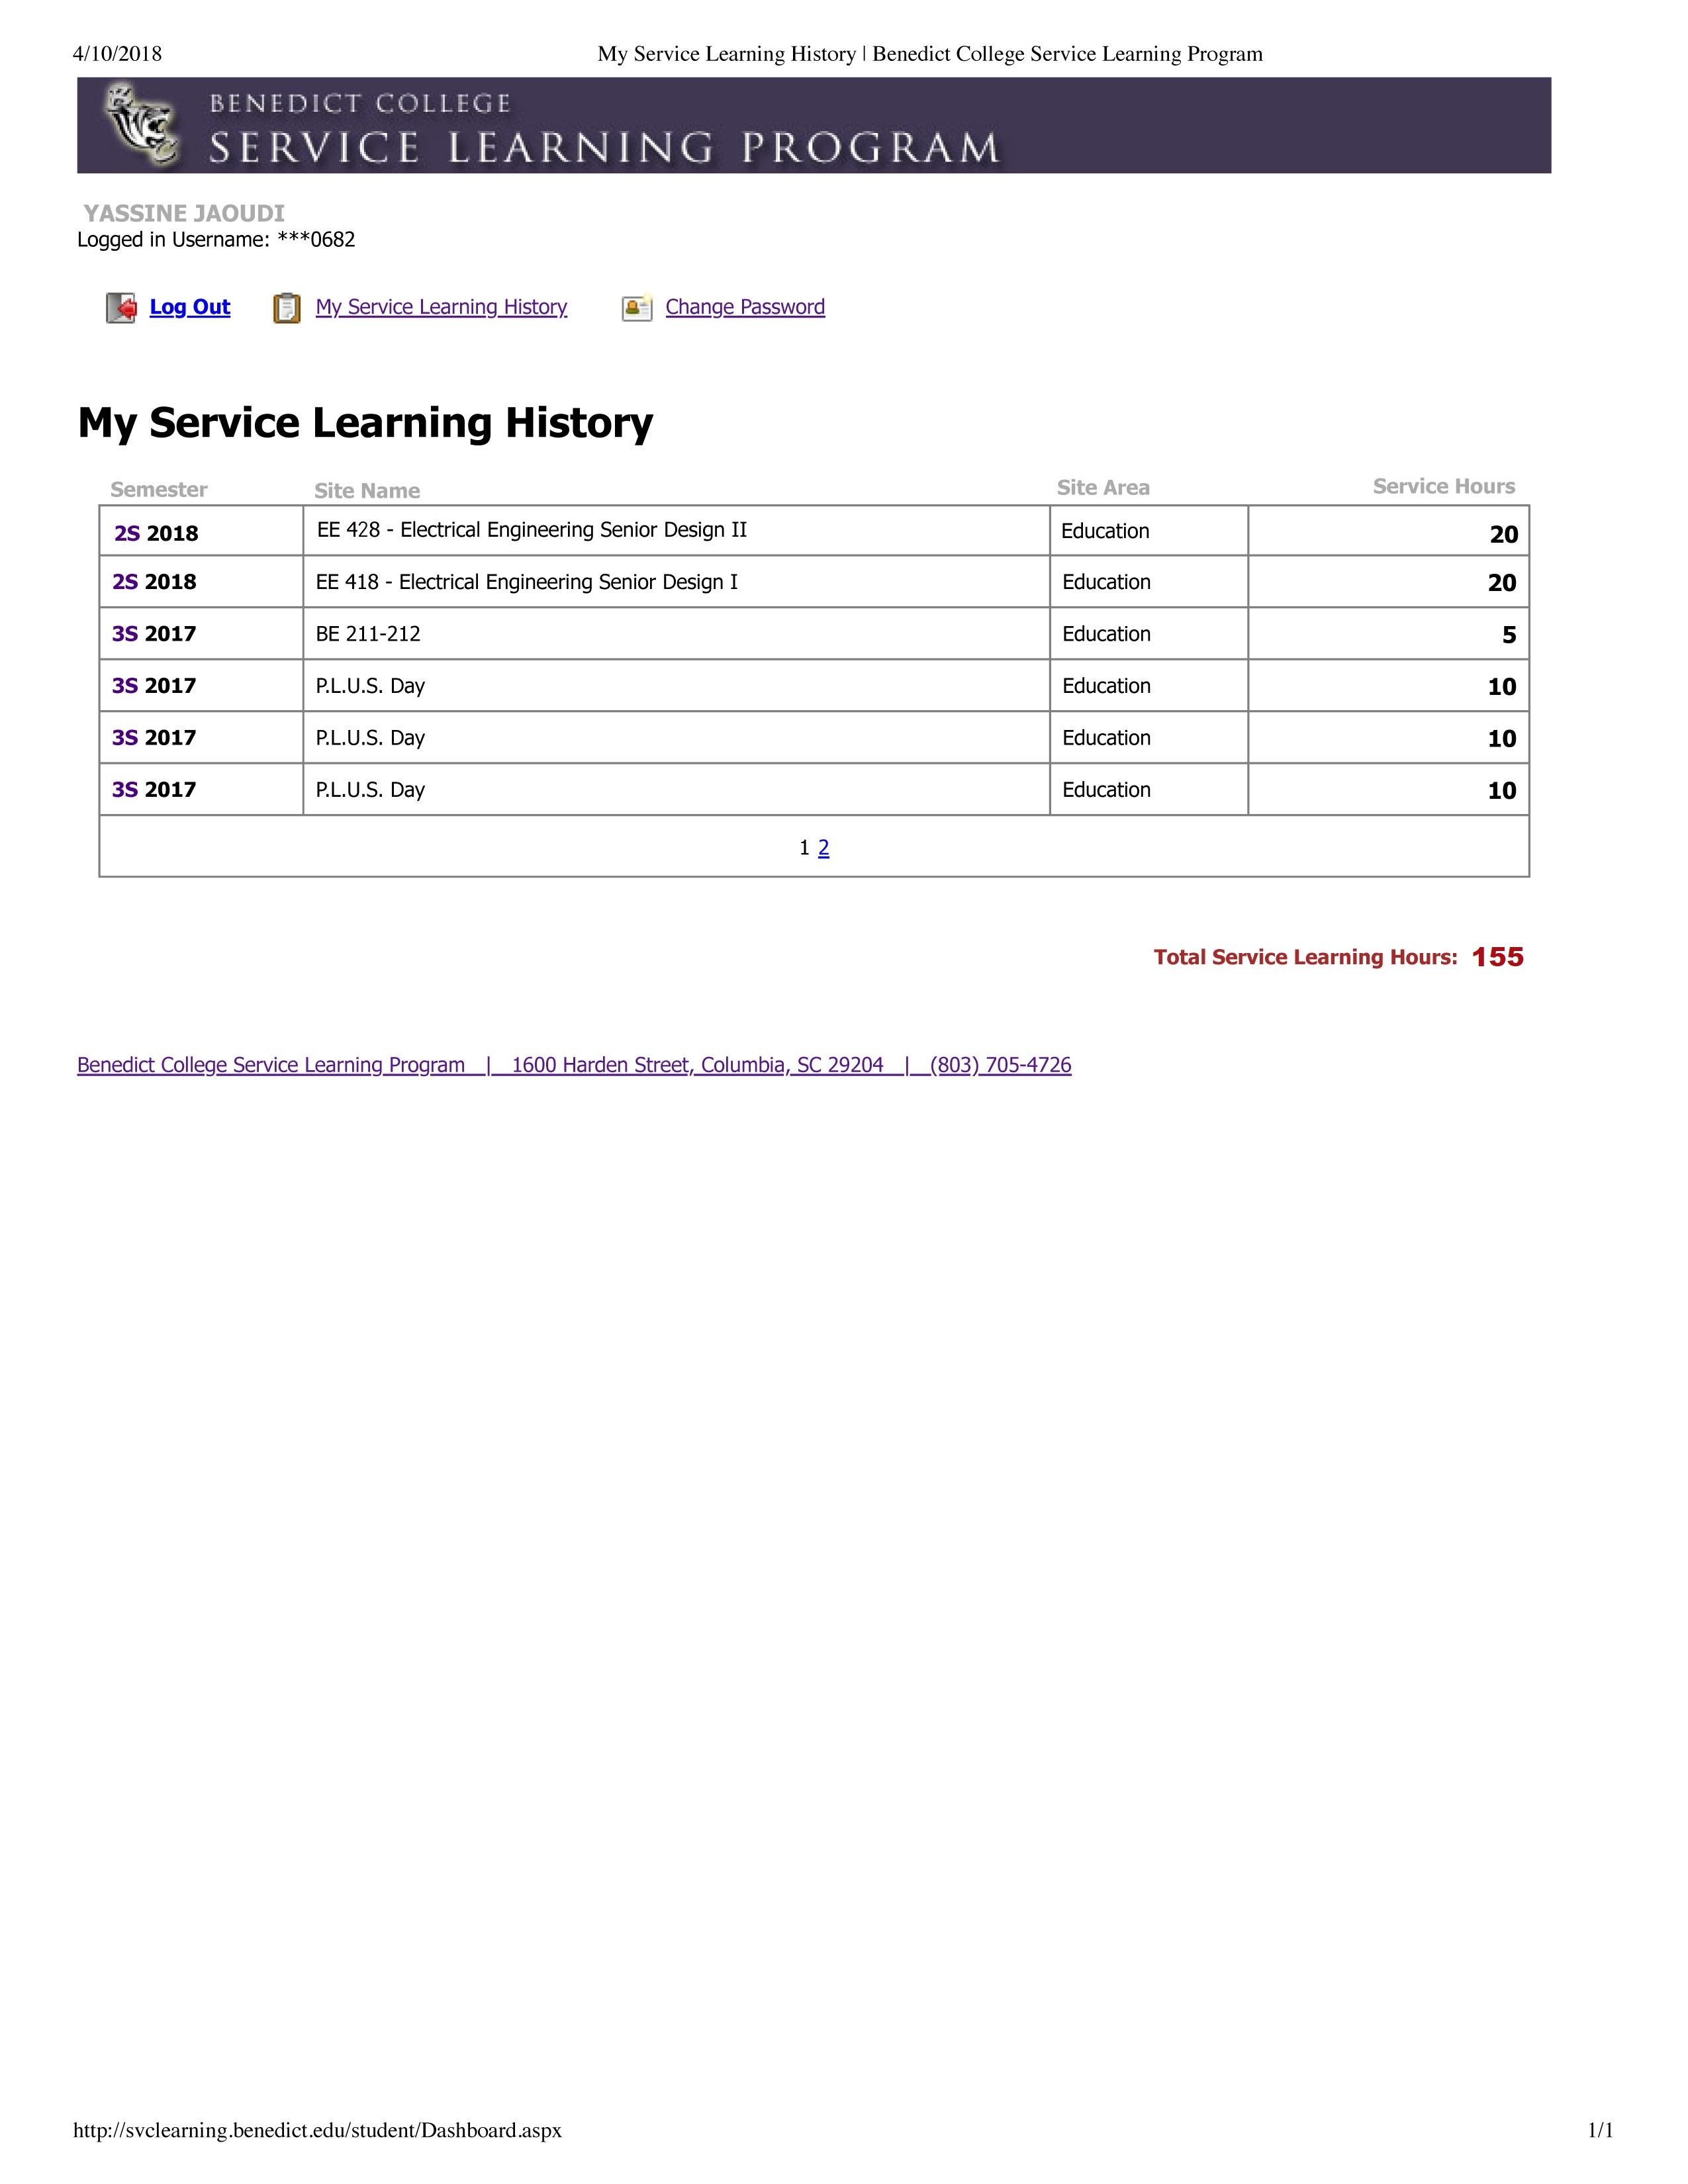 4/10/2018 My Service Learning History | Benedict College Service Learning Program
BENEDICT COLLEGE
SERVICE LEARNING PROGRAM
YASSINE JAOUDI
Logged in Username: ***0682
Log Out My Service Learning History Change Password
My Service Learning History
Semester Site Name Site Area Service Hours
2S 2018 EE 428 - Electrical Engineering Senior Design II Education 20
2S 2018 EE 418 - Electrical Engineering Senior Design I Education 20
3S 2017 BE 211-212 Education 5
3S 2017 P.L.U.S. Day Education 10
3S 2017 P.L.U.S. Day Education 10
3S 2017 P.L.U.S. Day Education 10
1 2
Total Service Learning Hours: 155
Benedict College Service Learning Program | 1600 Harden Street, Columbia, SC 29204 | (803) 705-4726
http://svclearning.benedict.edu/student/Dashboard.aspx 1/1